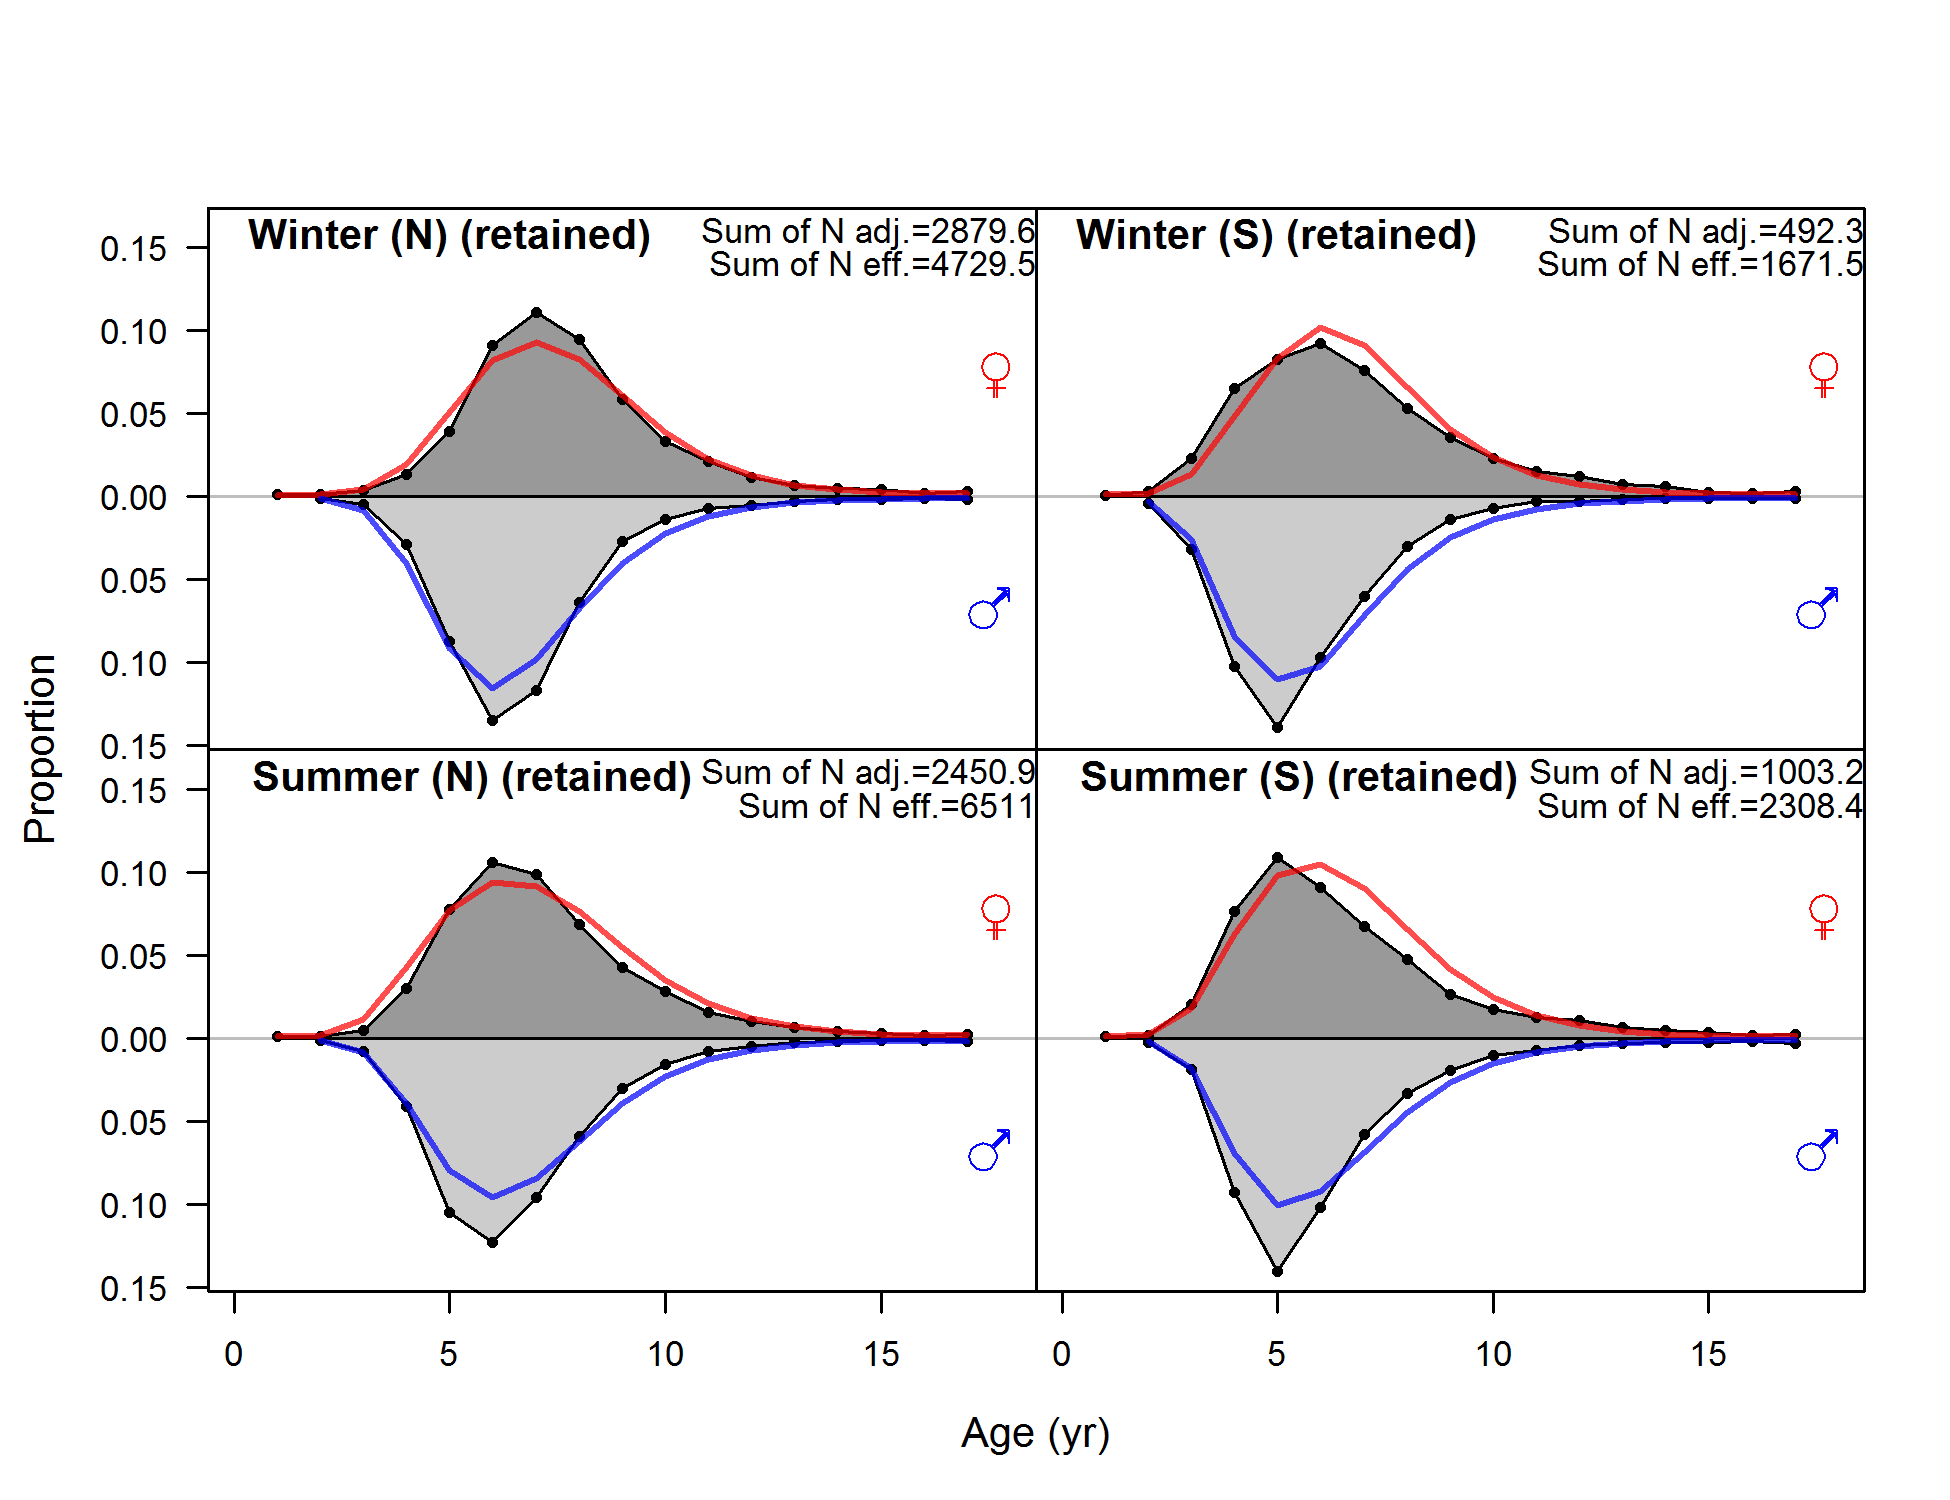 Winter (N) (retained)
Sum of N adj.=2879.6
Sum of N eff.=4729.5
Winter (S) (retained)
Sum of N adj.=492.3
Sum of N eff.=1671.5
0.15
0.10
0.05
0.00
0.05
0.10
0.15
♀
♂
♀
♂
Summer (N) (retained)
Sum of N adj.=2450.9
Sum of N eff.=6511
Summer (S) (retained)
Sum of N adj.=1003.2
Sum of N eff.=2308.4
0.15
0.10
0.05
0.00
0.05
0.10
0.15
♀
♂
♀
♂
Proportion
0 5 10 15
0 5 10 15
Age (yr)